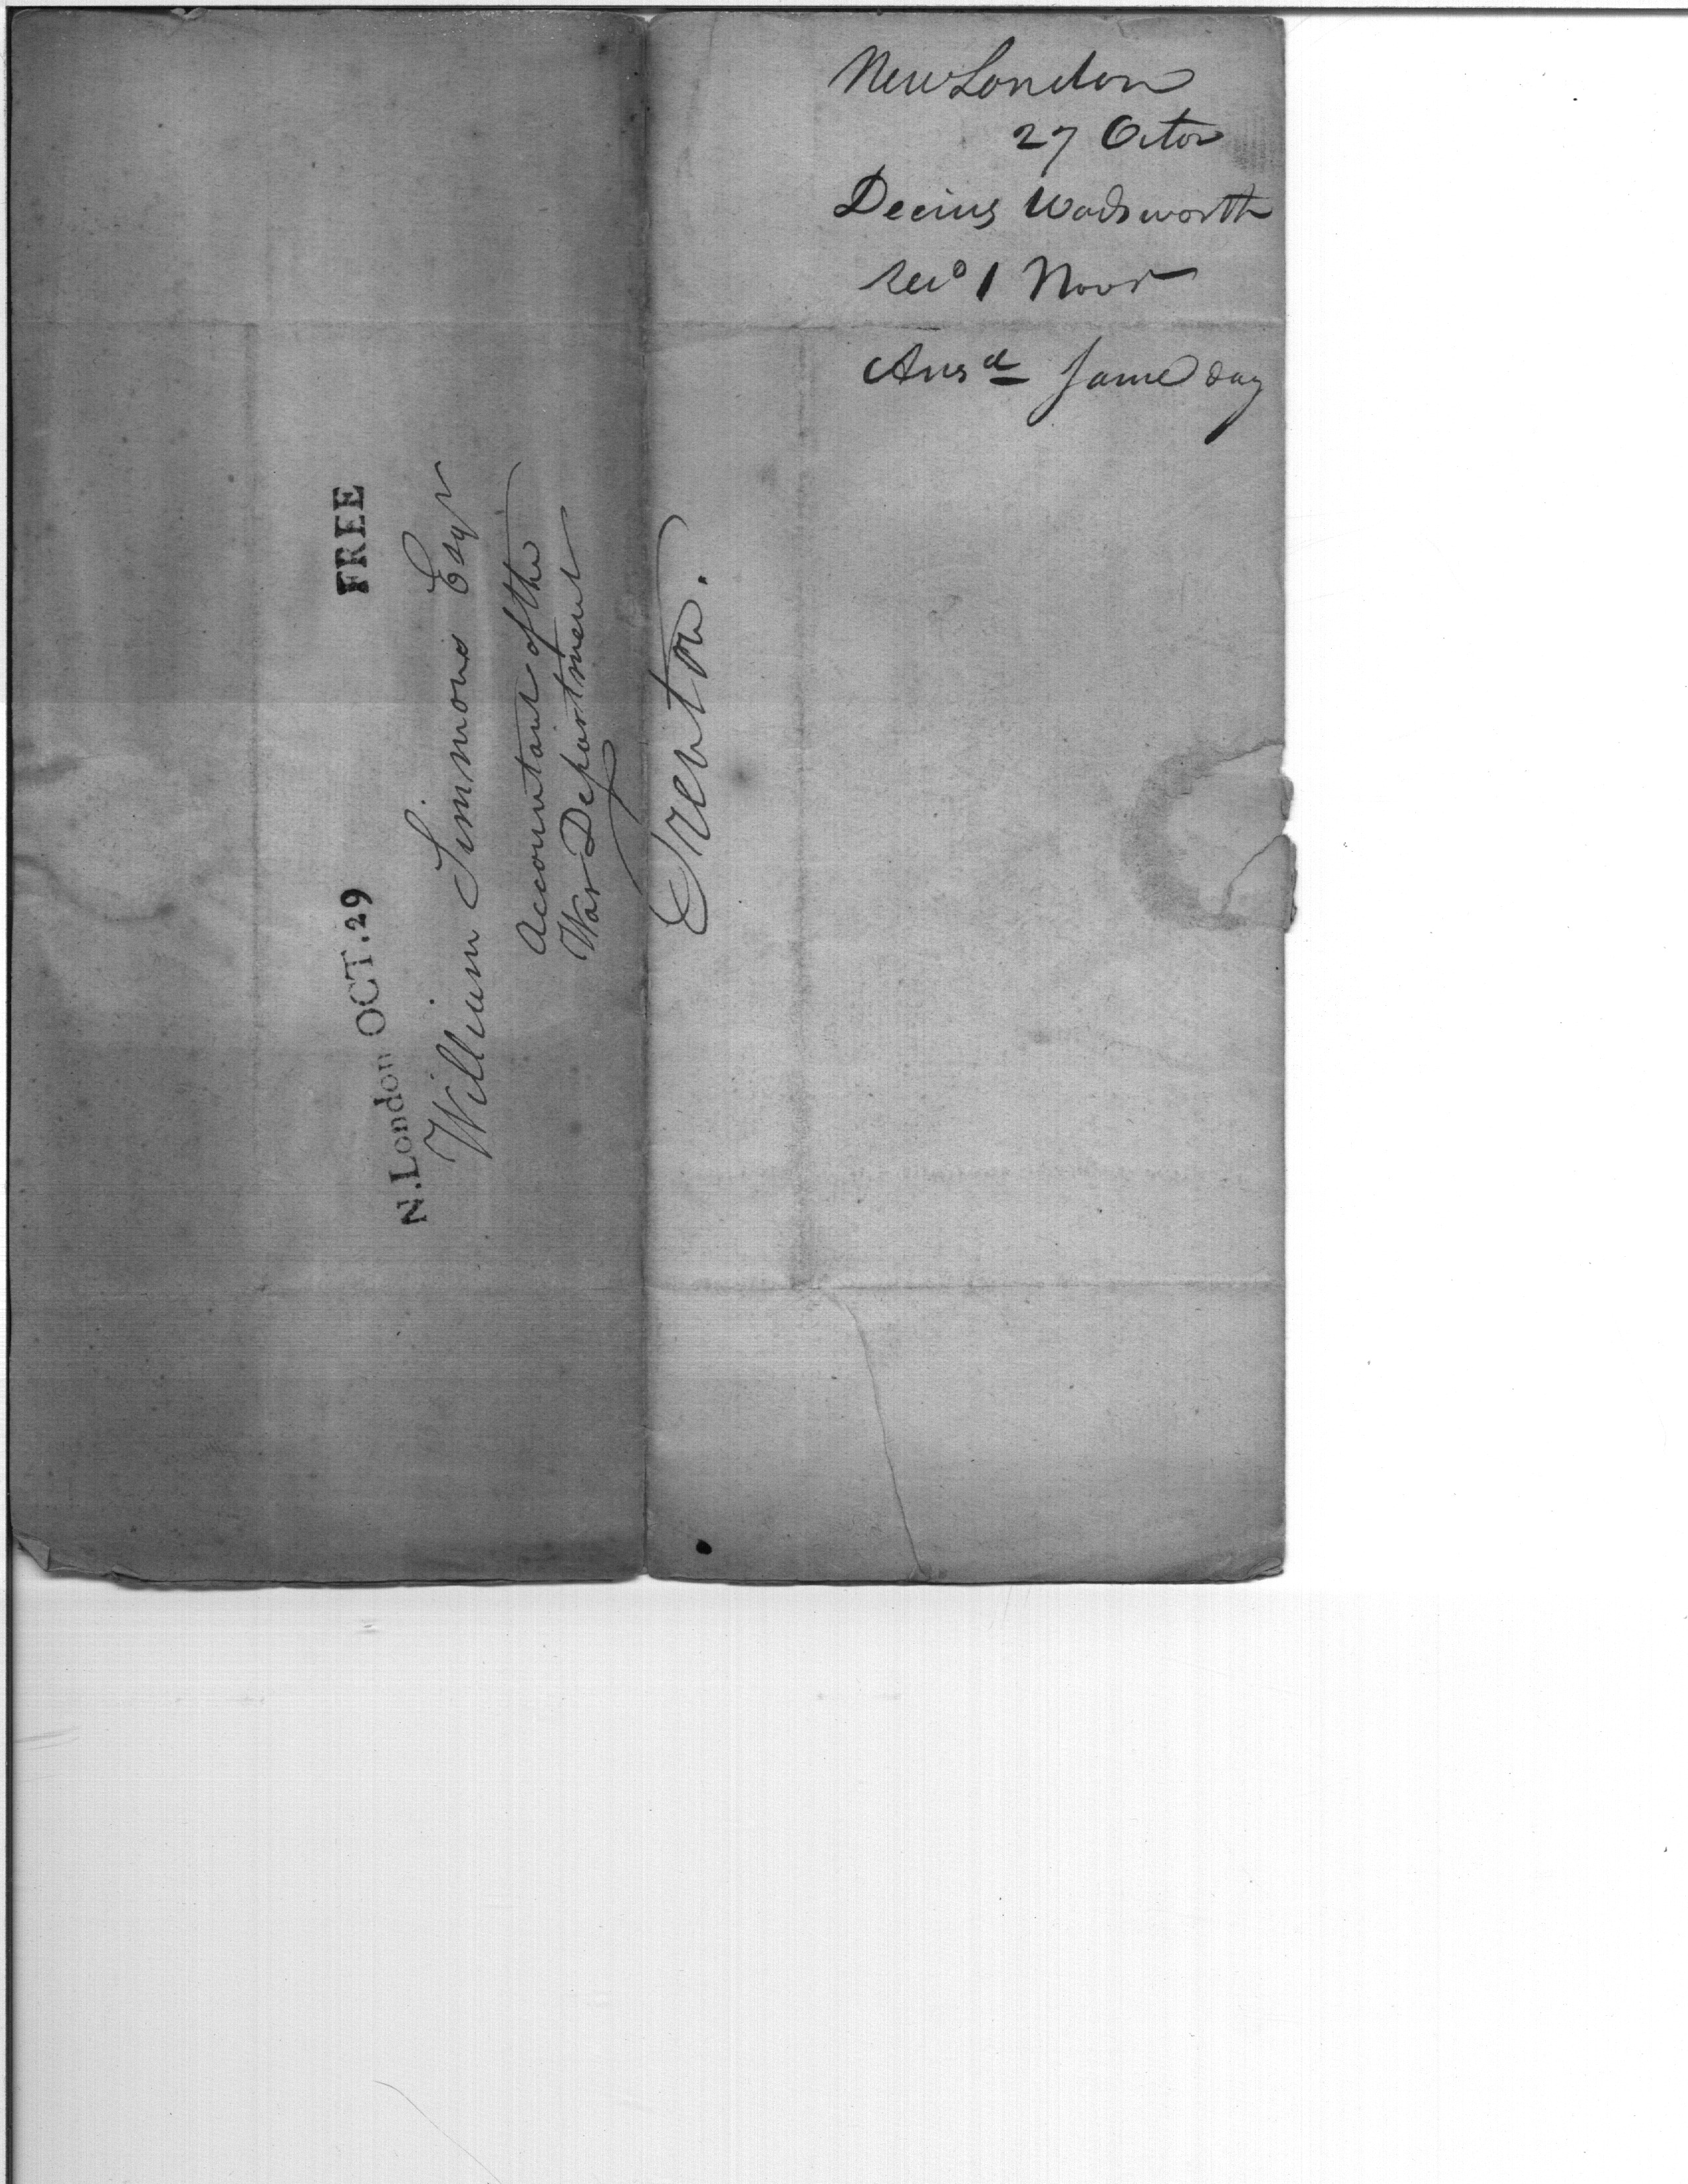 New London
27 Octor
Decius Wadsworth
Recd 1 Novr
Ansd Same day
FREE
N.London OCT.29
William Simmons Esqr
Accountant of the
War Department
Trenton.